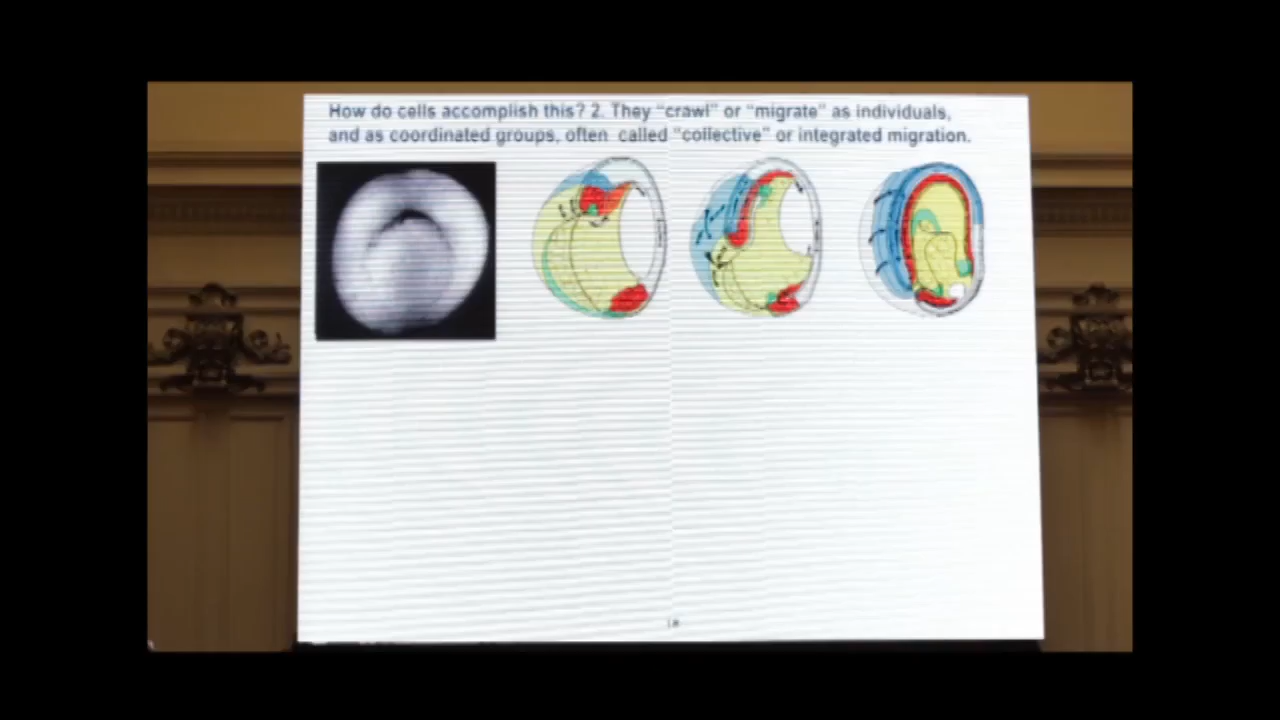 How do cells accomplish this? 2. They “crawl” or “migrate” as individuals,
and as coordinated groups, often called “collective” or integrated migration.
18